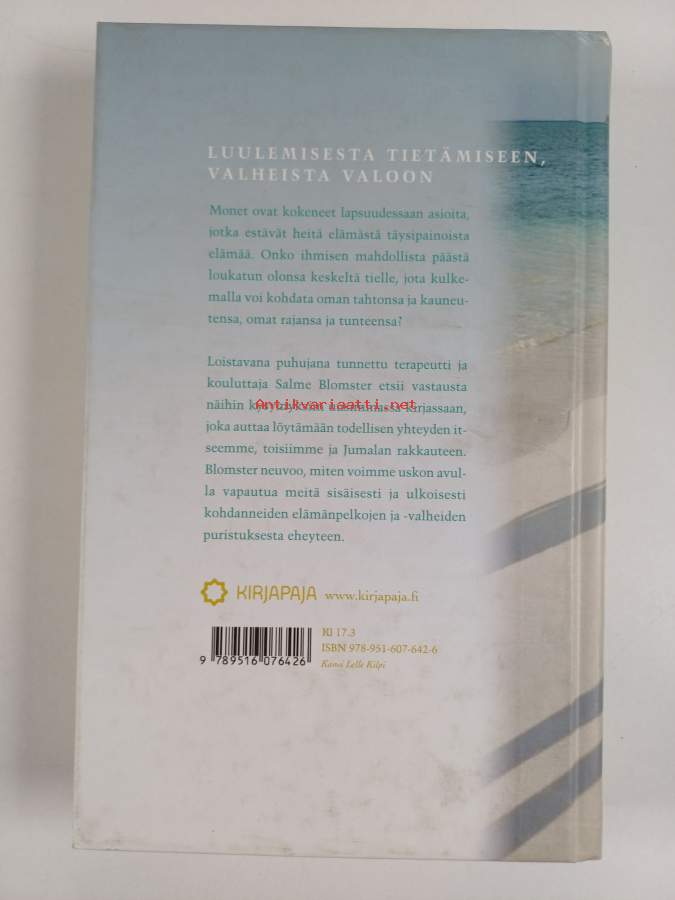 LUULEMISESTA TIETÄMISEEN,
VALHEISTA VALOON
Monet ovat kokeneet lapsuudessaan asioita,
jotka estävät heitä elämästä täysipainoista
elämää. Onko ihmisen mahdollista päästä
loukatun olonsa keskeltä tielle, jota kulke-
malla voi kohdata oman tahtonsa ja kauneu-
tensa, omat rajansa ja tunteensa?
Loistavana puhujana tunnettu terapeutti ja
kouluttaja Salme Blomster etsii vastausta
Antikvariaatti.net
näihin kysymyksiin uusimmassa kirjassaan,
joka auttaa löytämään todellisen yhteyden it-
seemme, toisiimme ja Jumalan rakkauteen.
Blomster neuvoo, miten voimme uskon avul-
la vapautua meitä sisäisesti ja ulkoisesti
kohdanneiden elämänpelkojen ja -valheiden
puristuksesta eheyteen.
KIRJAPAJA www.kirjapaja.fi
Kl 17.3
ISBN 978-951-607-642-6
9 789516 076426
Kansi Lelle Kilpi